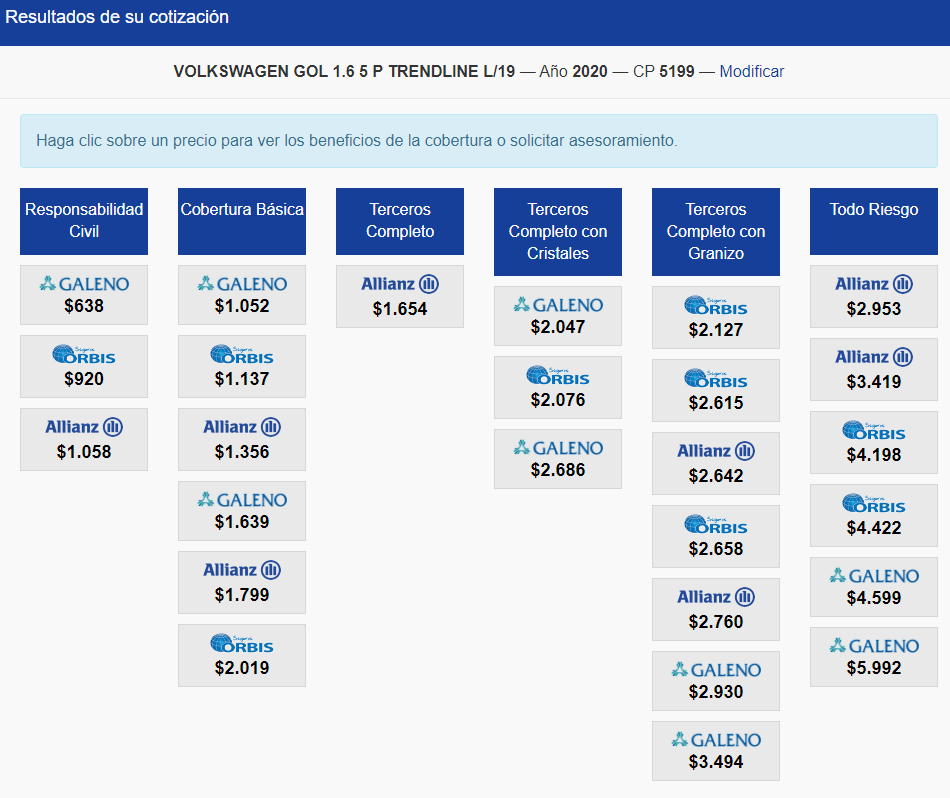 Resultados de su cotización
VOLKSWAGEN GOL 1.6 5 P TRENDLINE L/19 — Año 2020 — CP 5199 — Modificar
Haga clic sobre un precio para ver los beneficios de la cobertura o solicitar asesoramiento.
Responsabilidad
Civil
GALENO
$638
Seguros
ORBIS
$920
Allianz
$1.058
Cobertura Básica
GALENO
$1.052
Seguros
ORBIS
$1.137
Allianz
$1.356
GALENO
$1.639
Allianz
$1.799
Seguros
ORBIS
$2.019
Terceros
Completo
Allianz
$1.654
Terceros
Completo con
Cristales
GALENO
$2.047
Seguros
ORBIS
$2.076
GALENO
$2.686
Terceros
Completo con
Granizo
Seguros
ORBIS
$2.127
Seguros
ORBIS
$2.615
Allianz
$2.642
Seguros
ORBIS
$2.658
Allianz
$2.760
GALENO
$2.930
GALENO
$3.494
Todo Riesgo
Allianz
$2.953
Allianz
$3.419
Seguros
ORBIS
$4.198
Seguros
ORBIS
$4.422
GALENO
$4.599
GALENO
$5.992